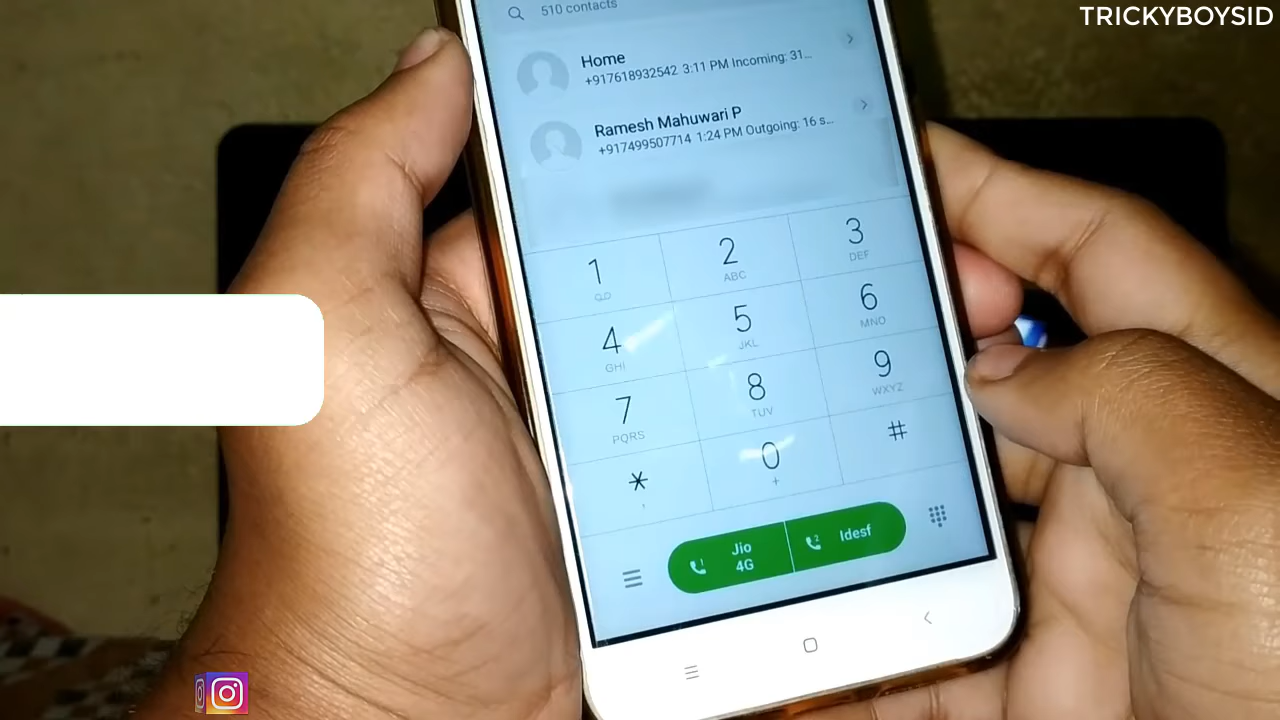 TRICKYBOYSID
510 contacts
Home
+917618932542 3:11 PM Incoming: 31...
Ramesh Mahuwari P
+917499507714 1:24 PM Outgoing: 16 s...
1
2
ABC
3
DEF
4
GHI
5
JKL
6
MNO
7
PQRS
8
TUV
9
WXYZ
*
,
0
+
#
1
Jio
4G
2
Idesf